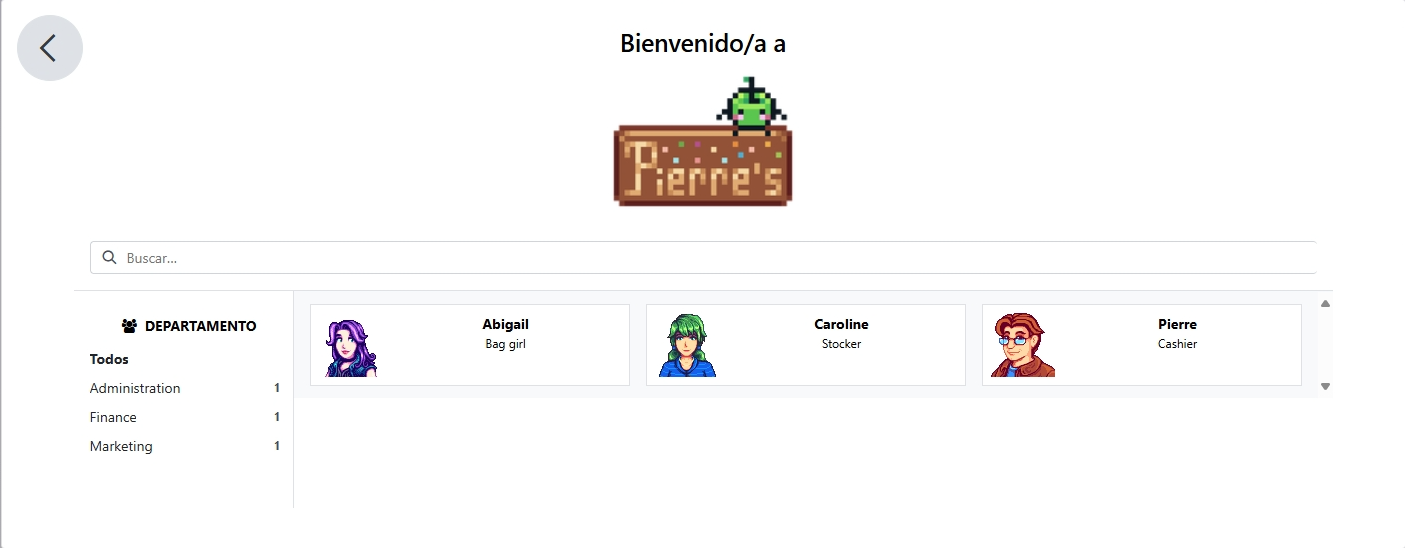 Bienvenido/a a
Pierre's
Buscar...
DEPARTAMENTO
Todos
Administration 1
Finance 1
Marketing 1
Abigail
Bag girl
Caroline
Stocker
Pierre
Cashier